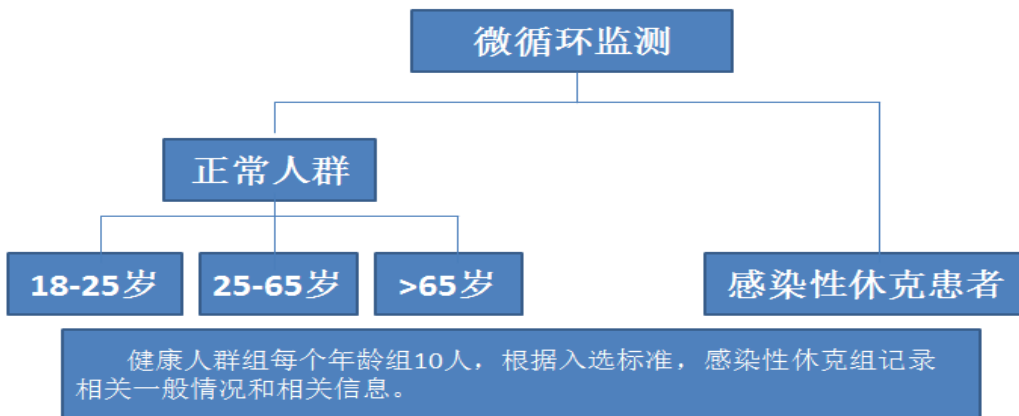 微循环监测
正常人群
18-25岁
25-65岁
>65岁
感染性休克患者
健康人群组每个年龄组10人，根据入选标准，感染性休克组记录
相关一般情况和相关信息。